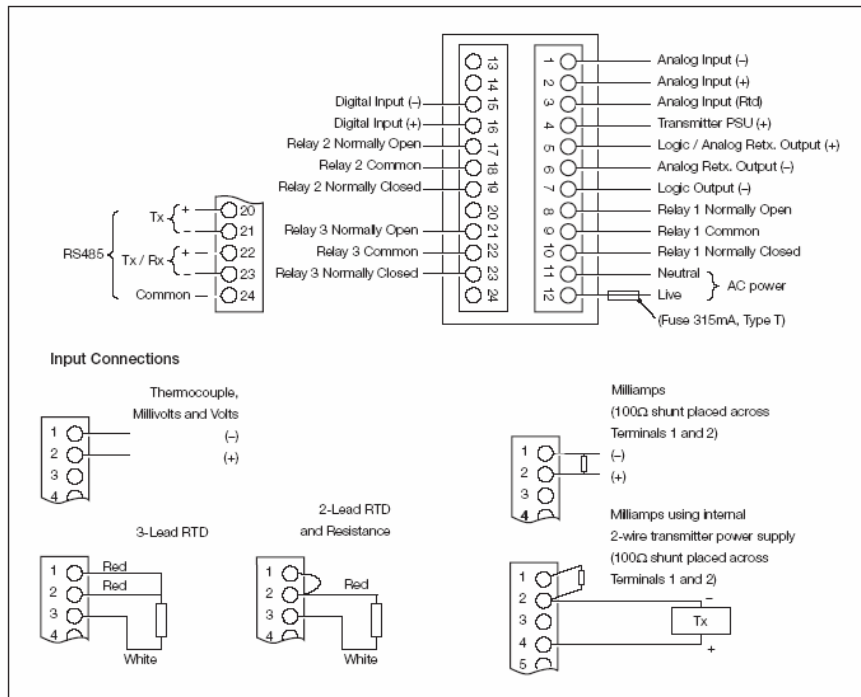 13
14
Digital Input (–) 15
Digital Input (+) 16
Relay 2 Normally Open 17
Relay 2 Common 18
Relay 2 Normally Closed 19
20
Relay 3 Normally Open 21
Relay 3 Common 22
Relay 3 Normally Closed 23
24
1 Analog Input (–)
2 Analog Input (+)
3 Analog Input (Rtd)
4 Transmitter PSU (+)
5 Logic / Analog Retx. Output (+)
6 Analog Retx. Output (–)
7 Logic Output (–)
8 Relay 1 Normally Open
9 Relay 1 Common
10 Relay 1 Normally Closed
11 Neutral
12 Live
AC power
(Fuse 315mA, Type T)
RS485
Tx + 20
– 21
Tx / Rx + 22
– 23
Common – 24
Input Connections
Thermocouple,
Millivolts and Volts
1 (–)
2 (+)
3
4
Milliamps
(100Ω shunt placed across
Terminals 1 and 2)
1 (–)
2 (+)
3
4
3-Lead RTD
1 Red
2 Red
3
4
White
2-Lead RTD
and Resistance
1
2 Red
3
4
White
Milliamps using internal
2-wire transmitter power supply
(100Ω shunt placed across
Terminals 1 and 2)
1
2 –
3 Tx
4 +
5